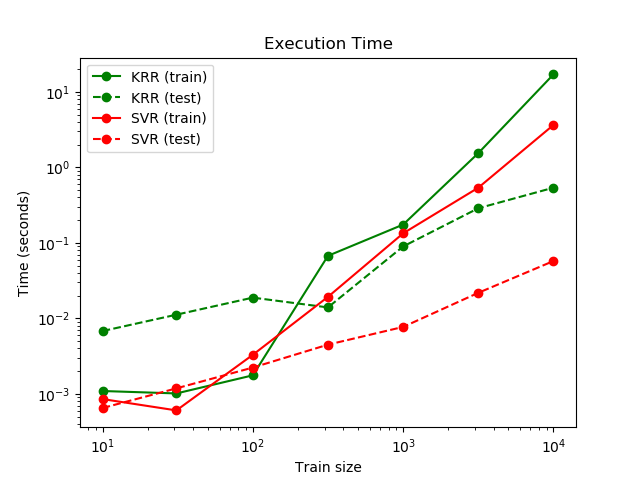 Execution Time
KRR (train)
KRR (test)
SVR (train)
SVR (test)
10¹
10⁰
10⁻¹
10⁻²
10⁻³
Time (seconds)
10¹ 10² 10³ 10⁴
Train size